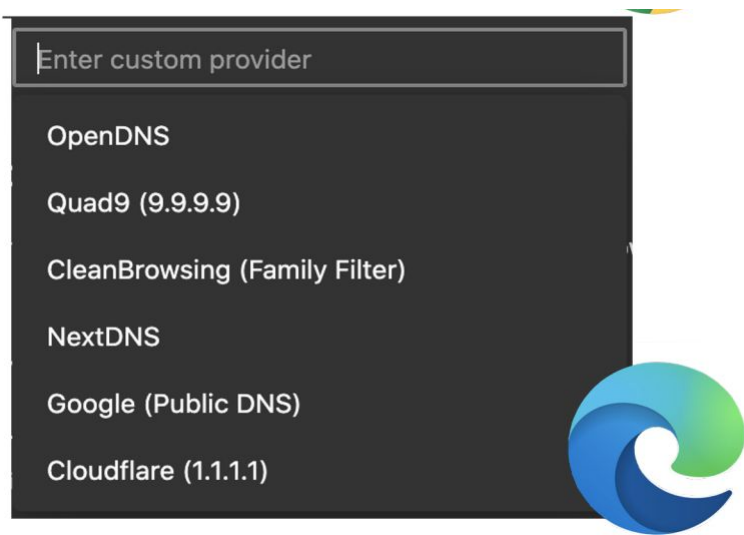 Enter custom provider
OpenDNS
Quad9 (9.9.9.9)
CleanBrowsing (Family Filter)
NextDNS
Google (Public DNS)
Cloudflare (1.1.1.1)